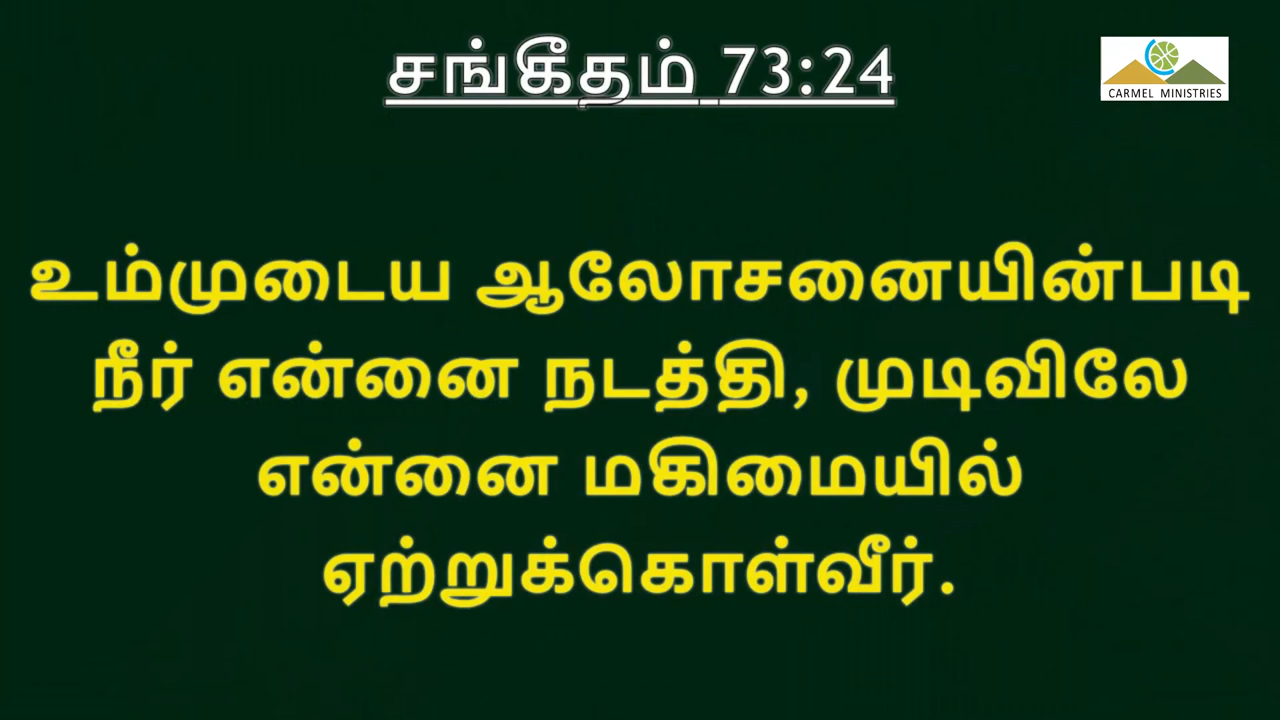 சங்கீதம் 73:24
CARMEL MINISTRIES
உம்முடைய ஆலோசனையின்படி
நீர் என்னை நடத்தி, முடிவிலே
என்னை மகிமையில்
ஏற்றுக்கொள்வீர்.